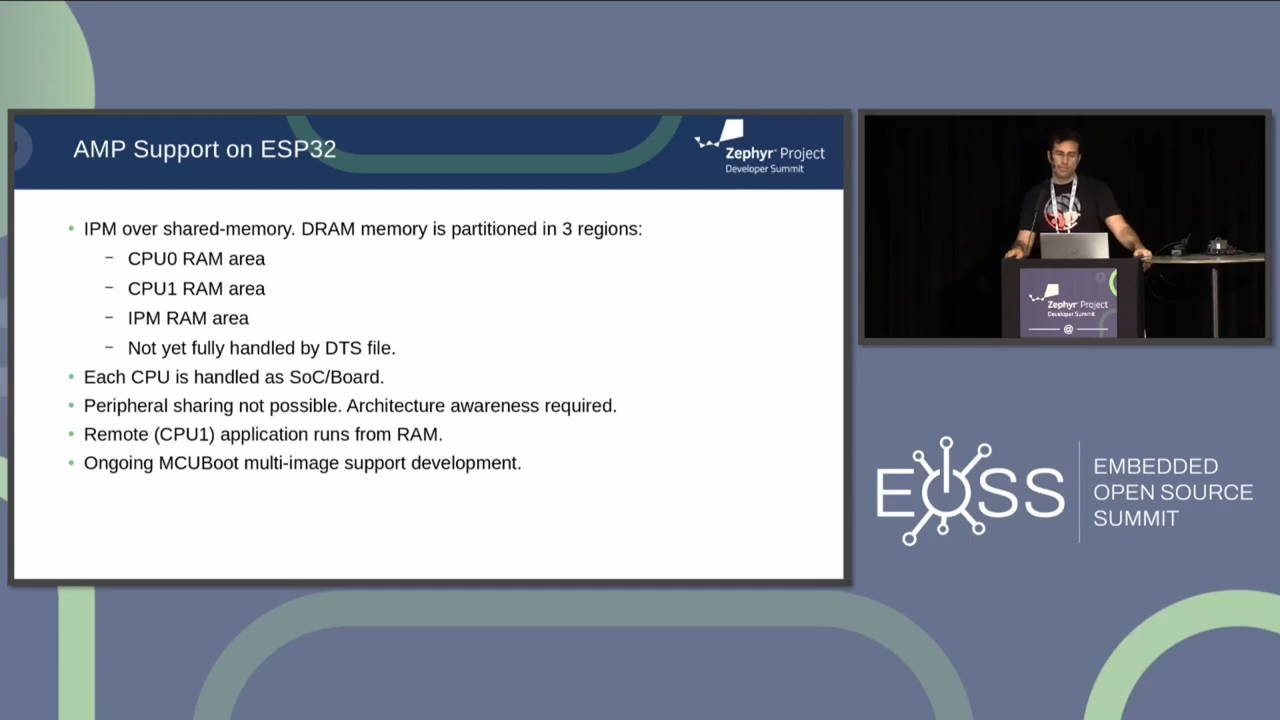 AMP Support on ESP32
Zephyr® Project
Developer Summit
• IPM over shared-memory. DRAM memory is partitioned in 3 regions:
– CPU0 RAM area
– CPU1 RAM area
– IPM RAM area
– Not yet fully handled by DTS file.
• Each CPU is handled as SoC/Board.
• Peripheral sharing not possible. Architecture awareness required.
• Remote (CPU1) application runs from RAM.
• Ongoing MCUBoot multi-image support development.
Zephyr® Project
Developer Summit
@
EOSS
EMBEDDED
OPEN SOURCE
SUMMIT